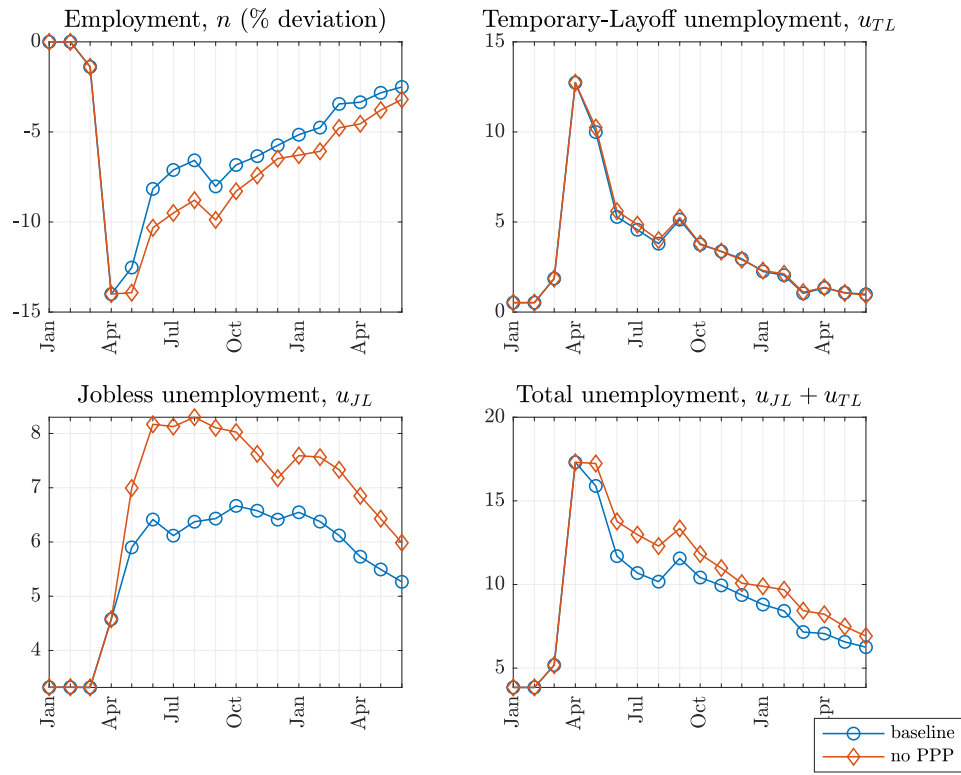 Employment, n (% deviation)
0
-5
-10
-15
Jan
Apr
Jul
Oct
Jan
Apr
Temporary-Layoff unemployment, u_TL
15
10
5
0
Jan
Apr
Jul
Oct
Jan
Apr
Jobless unemployment, u_JL
8
7
6
5
4
Jan
Apr
Jul
Oct
Jan
Apr
Total unemployment, u_JL + u_TL
20
15
10
5
Jan
Apr
Jul
Oct
Jan
Apr
baseline
no PPP